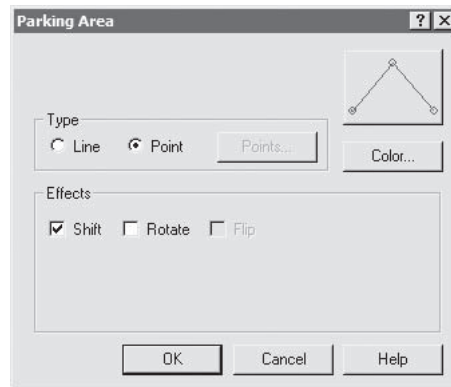 Parking Area
Type
Line Point Points...
Color...
Effects
Shift Rotate Flip
OK Cancel Help